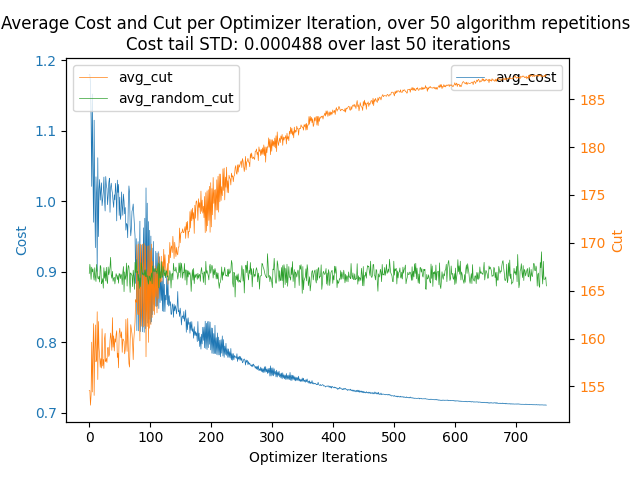 Average Cost and Cut per Optimizer Iteration, over 50 algorithm repetitions
Cost tail STD: 0.000488 over last 50 iterations
avg_cut
avg_random_cut
avg_cost
1.2
1.1
1.0
0.9
0.8
0.7
Cost
185
180
175
170
165
160
155
Cut
0 100 200 300 400 500 600 700
Optimizer Iterations